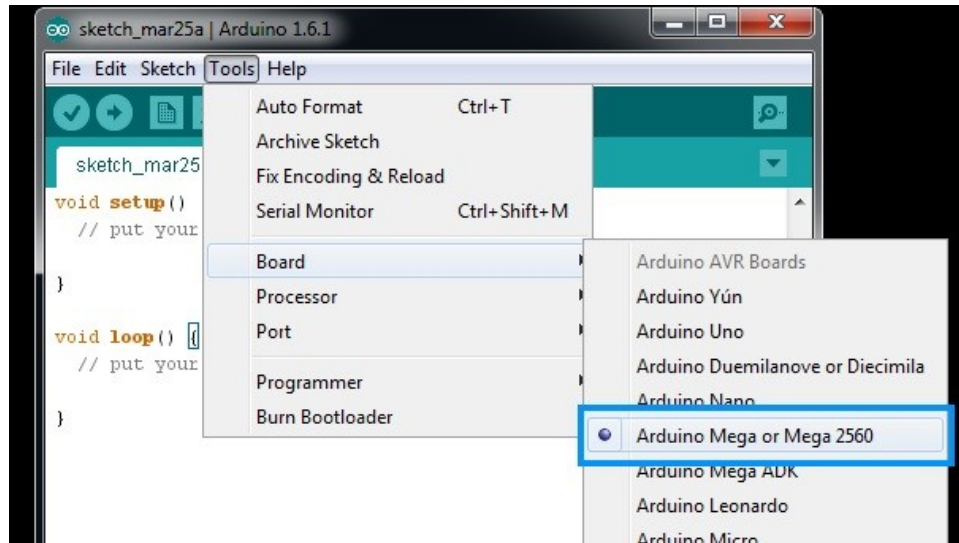 sketch_mar25a | Arduino 1.6.1
File Edit Sketch Tools Help
sketch_mar25
void setup()
// put your
}
void loop() {
// put your
}
Auto Format Ctrl+T
Archive Sketch
Fix Encoding & Reload
Serial Monitor Ctrl+Shift+M
Board
Processor
Port
Programmer
Burn Bootloader
Arduino AVR Boards
Arduino Yún
Arduino Uno
Arduino Duemilanove or Diecimila
Arduino Nano
Arduino Mega or Mega 2560
Arduino Mega ADK
Arduino Leonardo
Arduino Micro